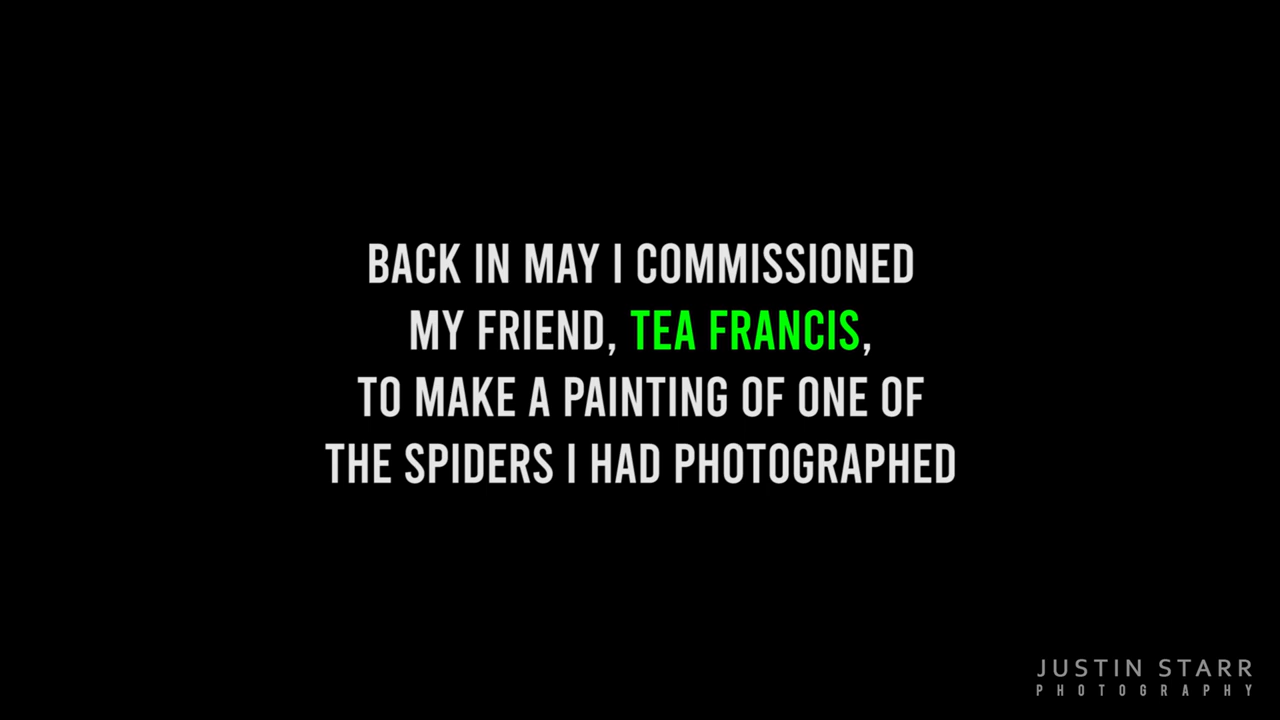 BACK IN MAY I COMMISSIONED
MY FRIEND, TEA FRANCIS,
TO MAKE A PAINTING OF ONE OF
THE SPIDERS I HAD PHOTOGRAPHED
JUSTIN STARR
PHOTOGRAPHY